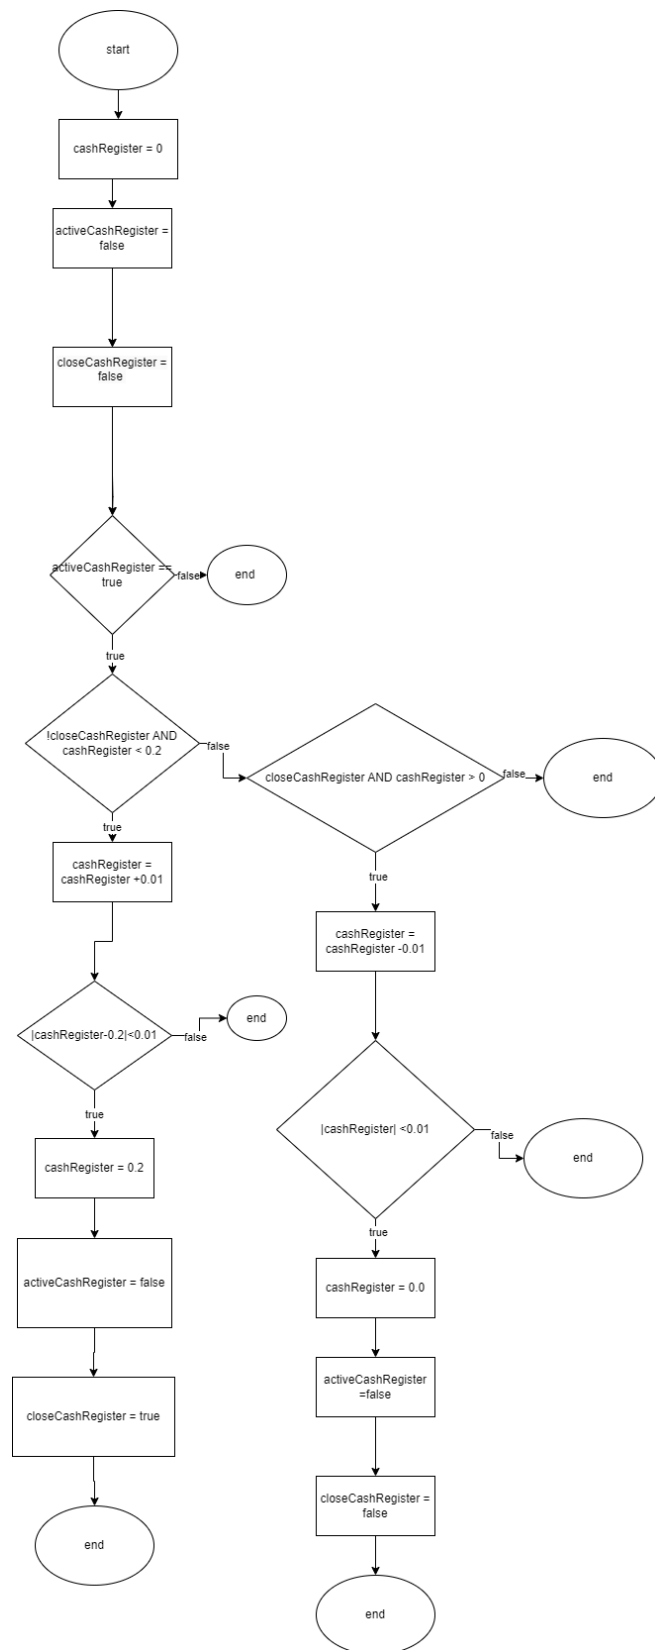 start
cashRegister = 0
activeCashRegister =
false
closeCashRegister =
false
activeCashRegister ==
true
false
end
true
!closeCashRegister AND
cashRegister < 0.2
false
closeCashRegister AND cashRegister > 0
false
end
true
cashRegister =
cashRegister +0.01
true
cashRegister =
cashRegister -0.01
|cashRegister-0.2|<0.01
false
end
true
|cashRegister| <0.01
false
end
true
cashRegister = 0.2
cashRegister = 0.0
activeCashRegister = false
activeCashRegister
=false
closeCashRegister = true
closeCashRegister =
false
end
end